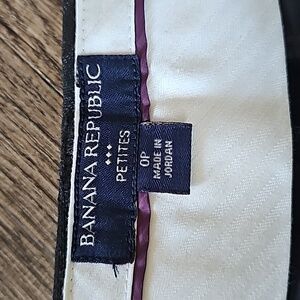 BANANA REPUBLIC
PETITES
0P
MADE IN
JORDAN